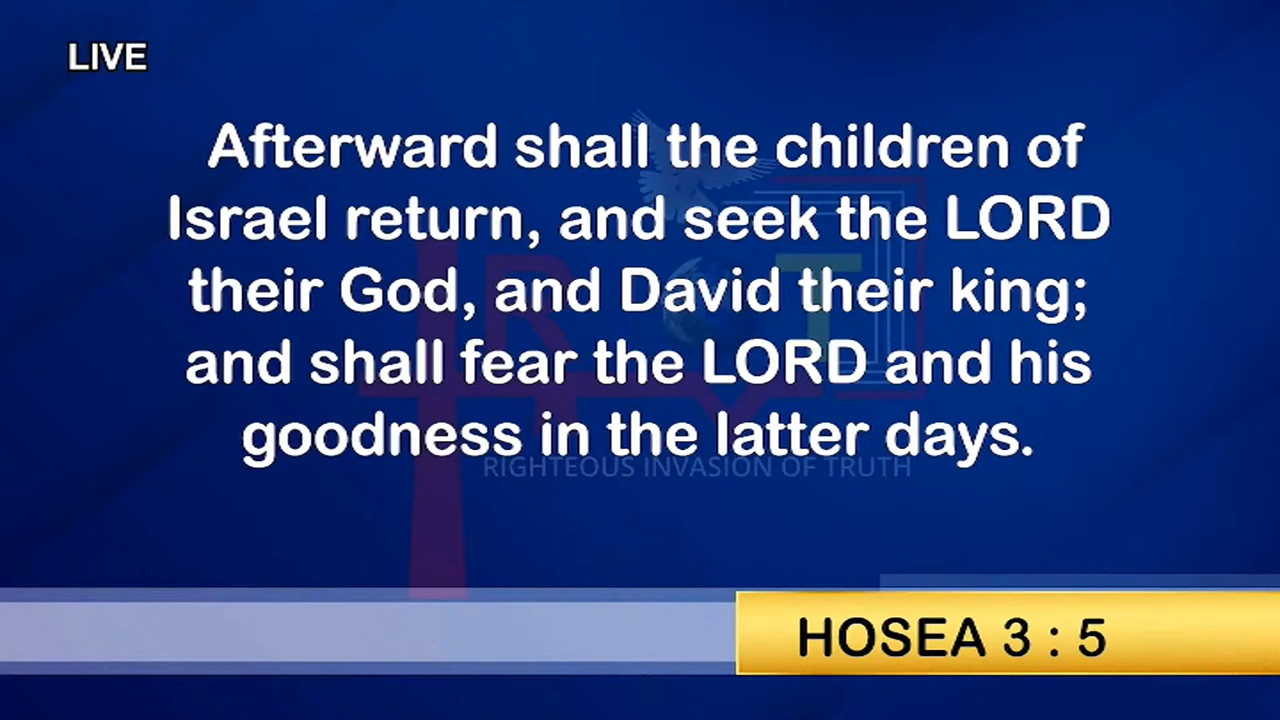 LIVE
Afterward shall the children of
Israel return, and seek the LORD
their God, and David their king;
and shall fear the LORD and his
goodness in the latter days.
RIGHTEOUS INVASION OF TRUTH
HOSEA 3 : 5